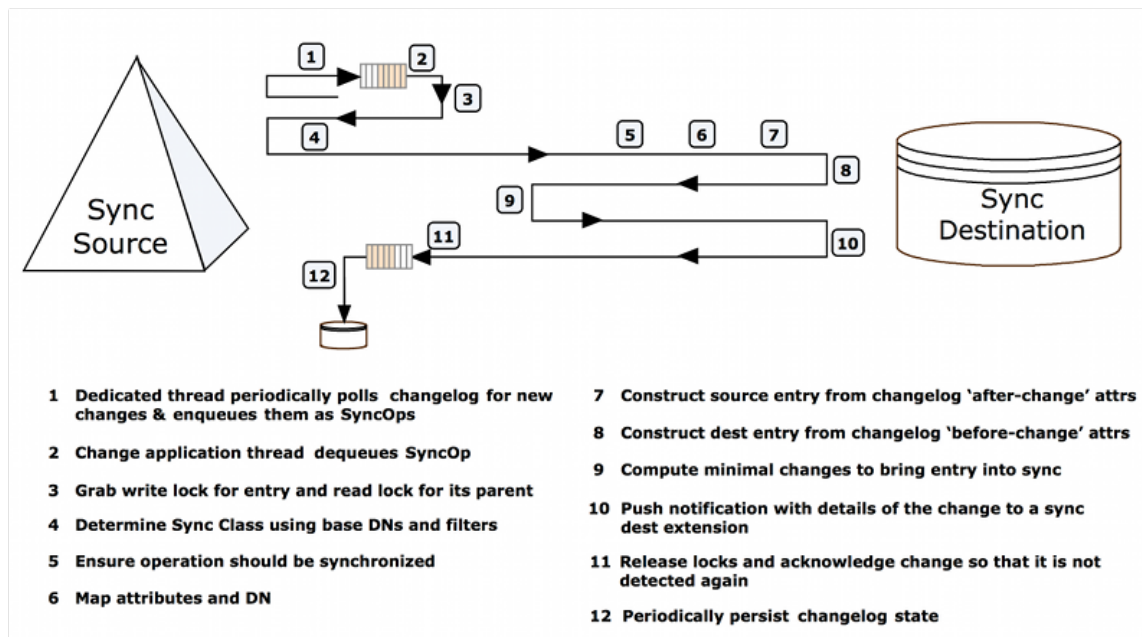 1
2
3
4
5
6
7
8
9
10
11
12
Sync
Source
Sync
Destination
1 Dedicated thread periodically polls changelog for new
changes & enqueues them as SyncOps
2 Change application thread dequeues SyncOp
3 Grab write lock for entry and read lock for its parent
4 Determine Sync Class using base DNs and filters
5 Ensure operation should be synchronized
6 Map attributes and DN
7 Construct source entry from changelog ‘after-change’ attrs
8 Construct dest entry from changelog ‘before-change’ attrs
9 Compute minimal changes to bring entry into sync
10 Push notification with details of the change to a sync
dest extension
11 Release locks and acknowledge change so that it is not
detected again
12 Periodically persist changelog state